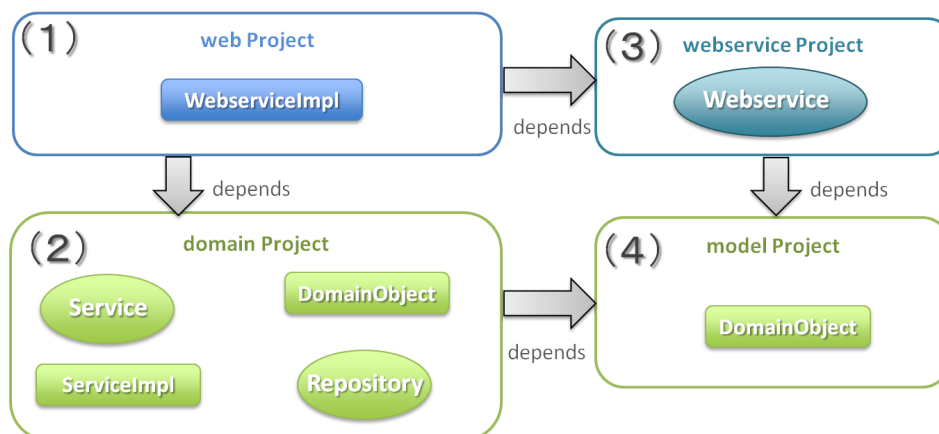 (1)
web Project
WebserviceImpl
depends
(3)
webservice Project
Webservice
depends
depends
(2)
domain Project
Service
DomainObject
ServiceImpl
Repository
depends
(4)
model Project
DomainObject